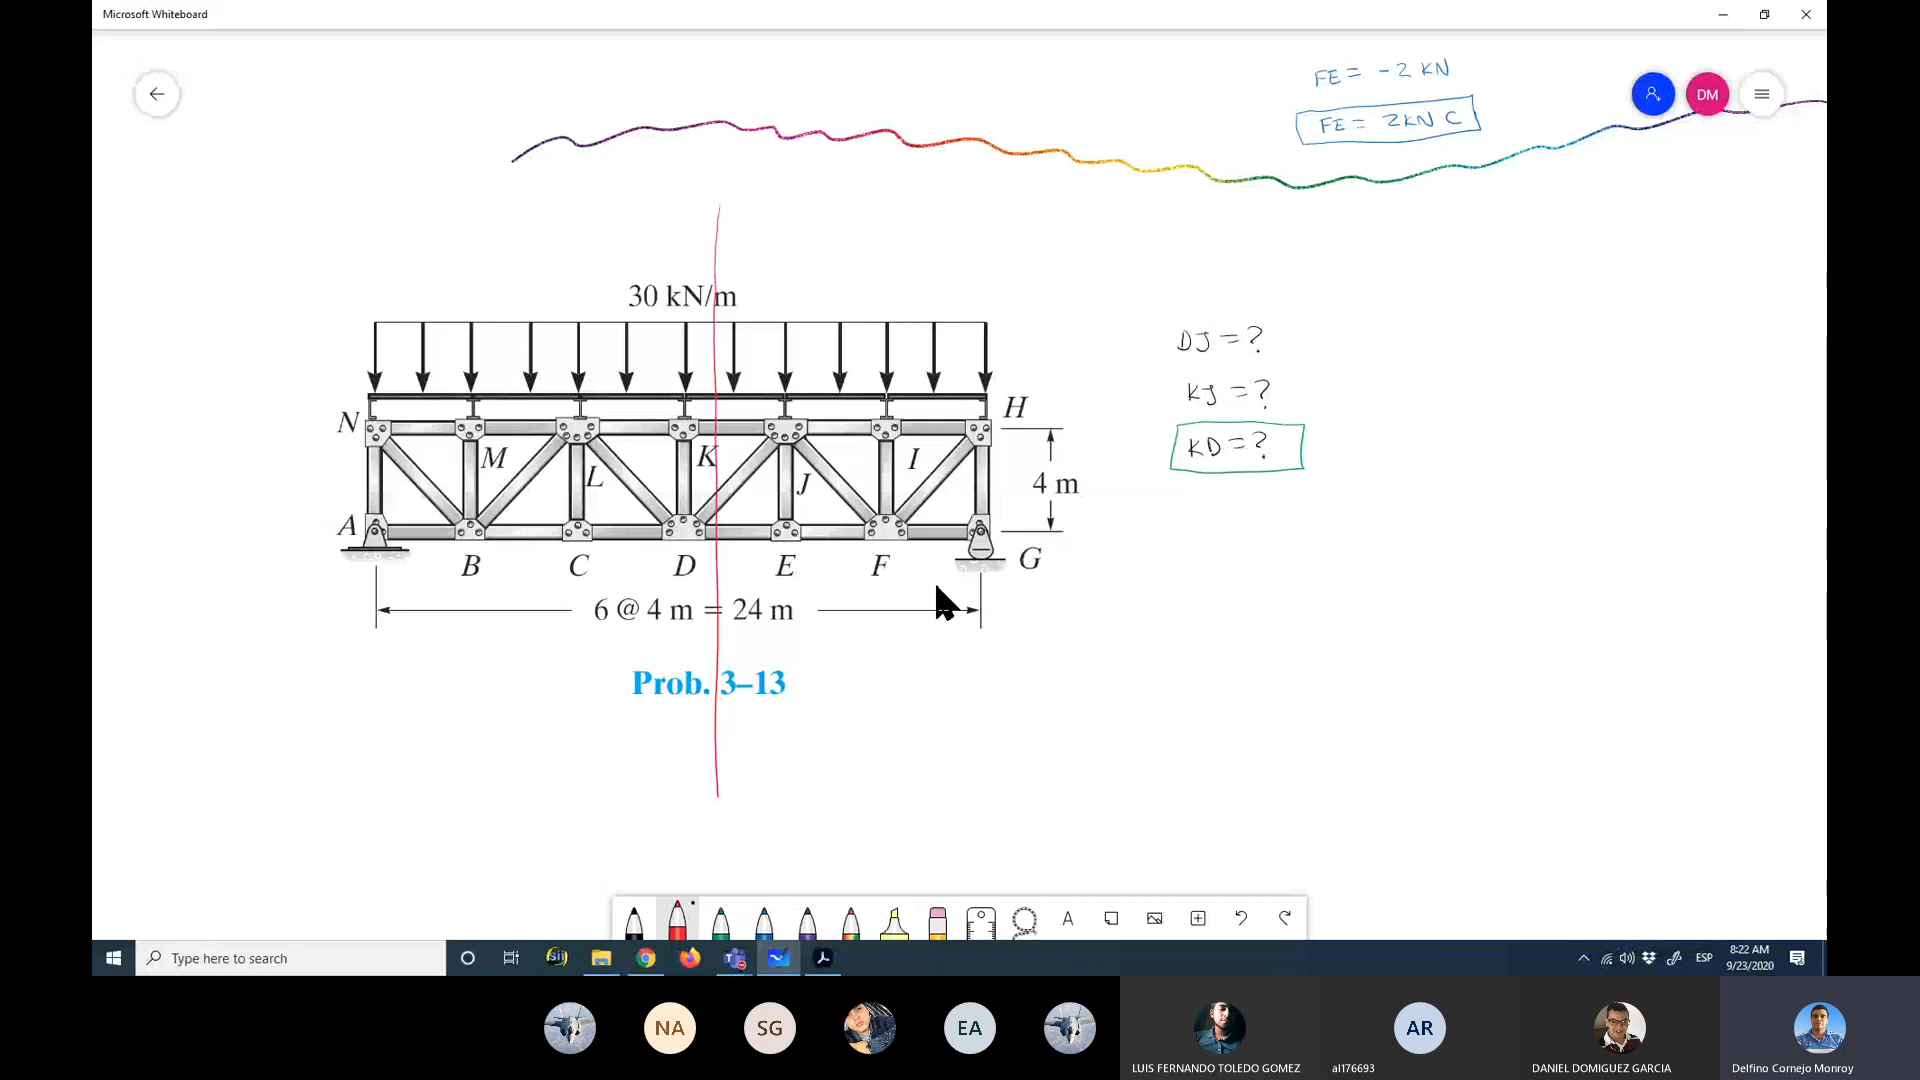 Microsoft Whiteboard
FE = -2 KN
FE = 2KN C
DM
30 kN/m
DJ = ?
KJ = ?
KD = ?
N
H
M
K
I
L
J
4 m
A
G
B
C
D
E
F
6 @ 4 m = 24 m
Prob. 3–13
A
Type here to search
sii
ESP
8:22 AM
9/23/2020
NA
SG
EA
AR
LUIS FERNANDO TOLEDO GOMEZ
al176693
DANIEL DOMIGUEZ GARCIA
Delfino Cornejo Monroy